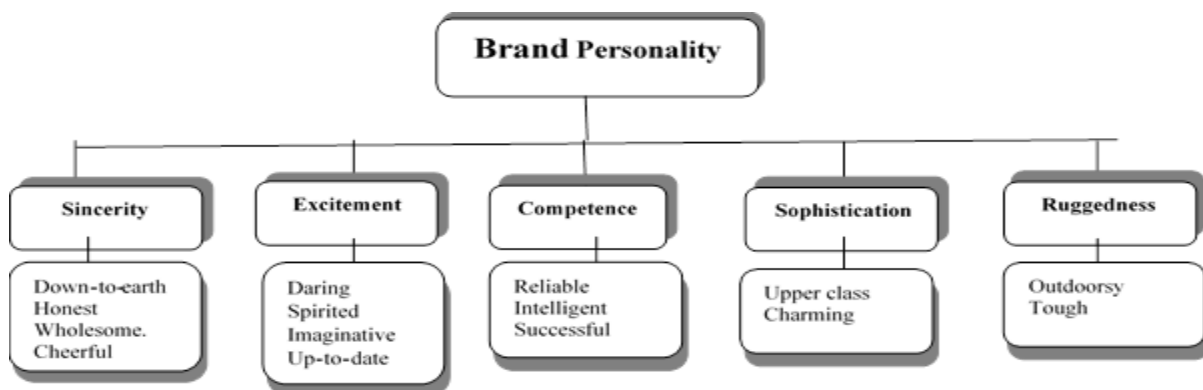 Brand Personality
Sincerity
Down-to-earth
Honest
Wholesome.
Cheerful
Excitement
Daring
Spirited
Imaginative
Up-to-date
Competence
Reliable
Intelligent
Successful
Sophistication
Upper class
Charming
Ruggedness
Outdoorsy
Tough